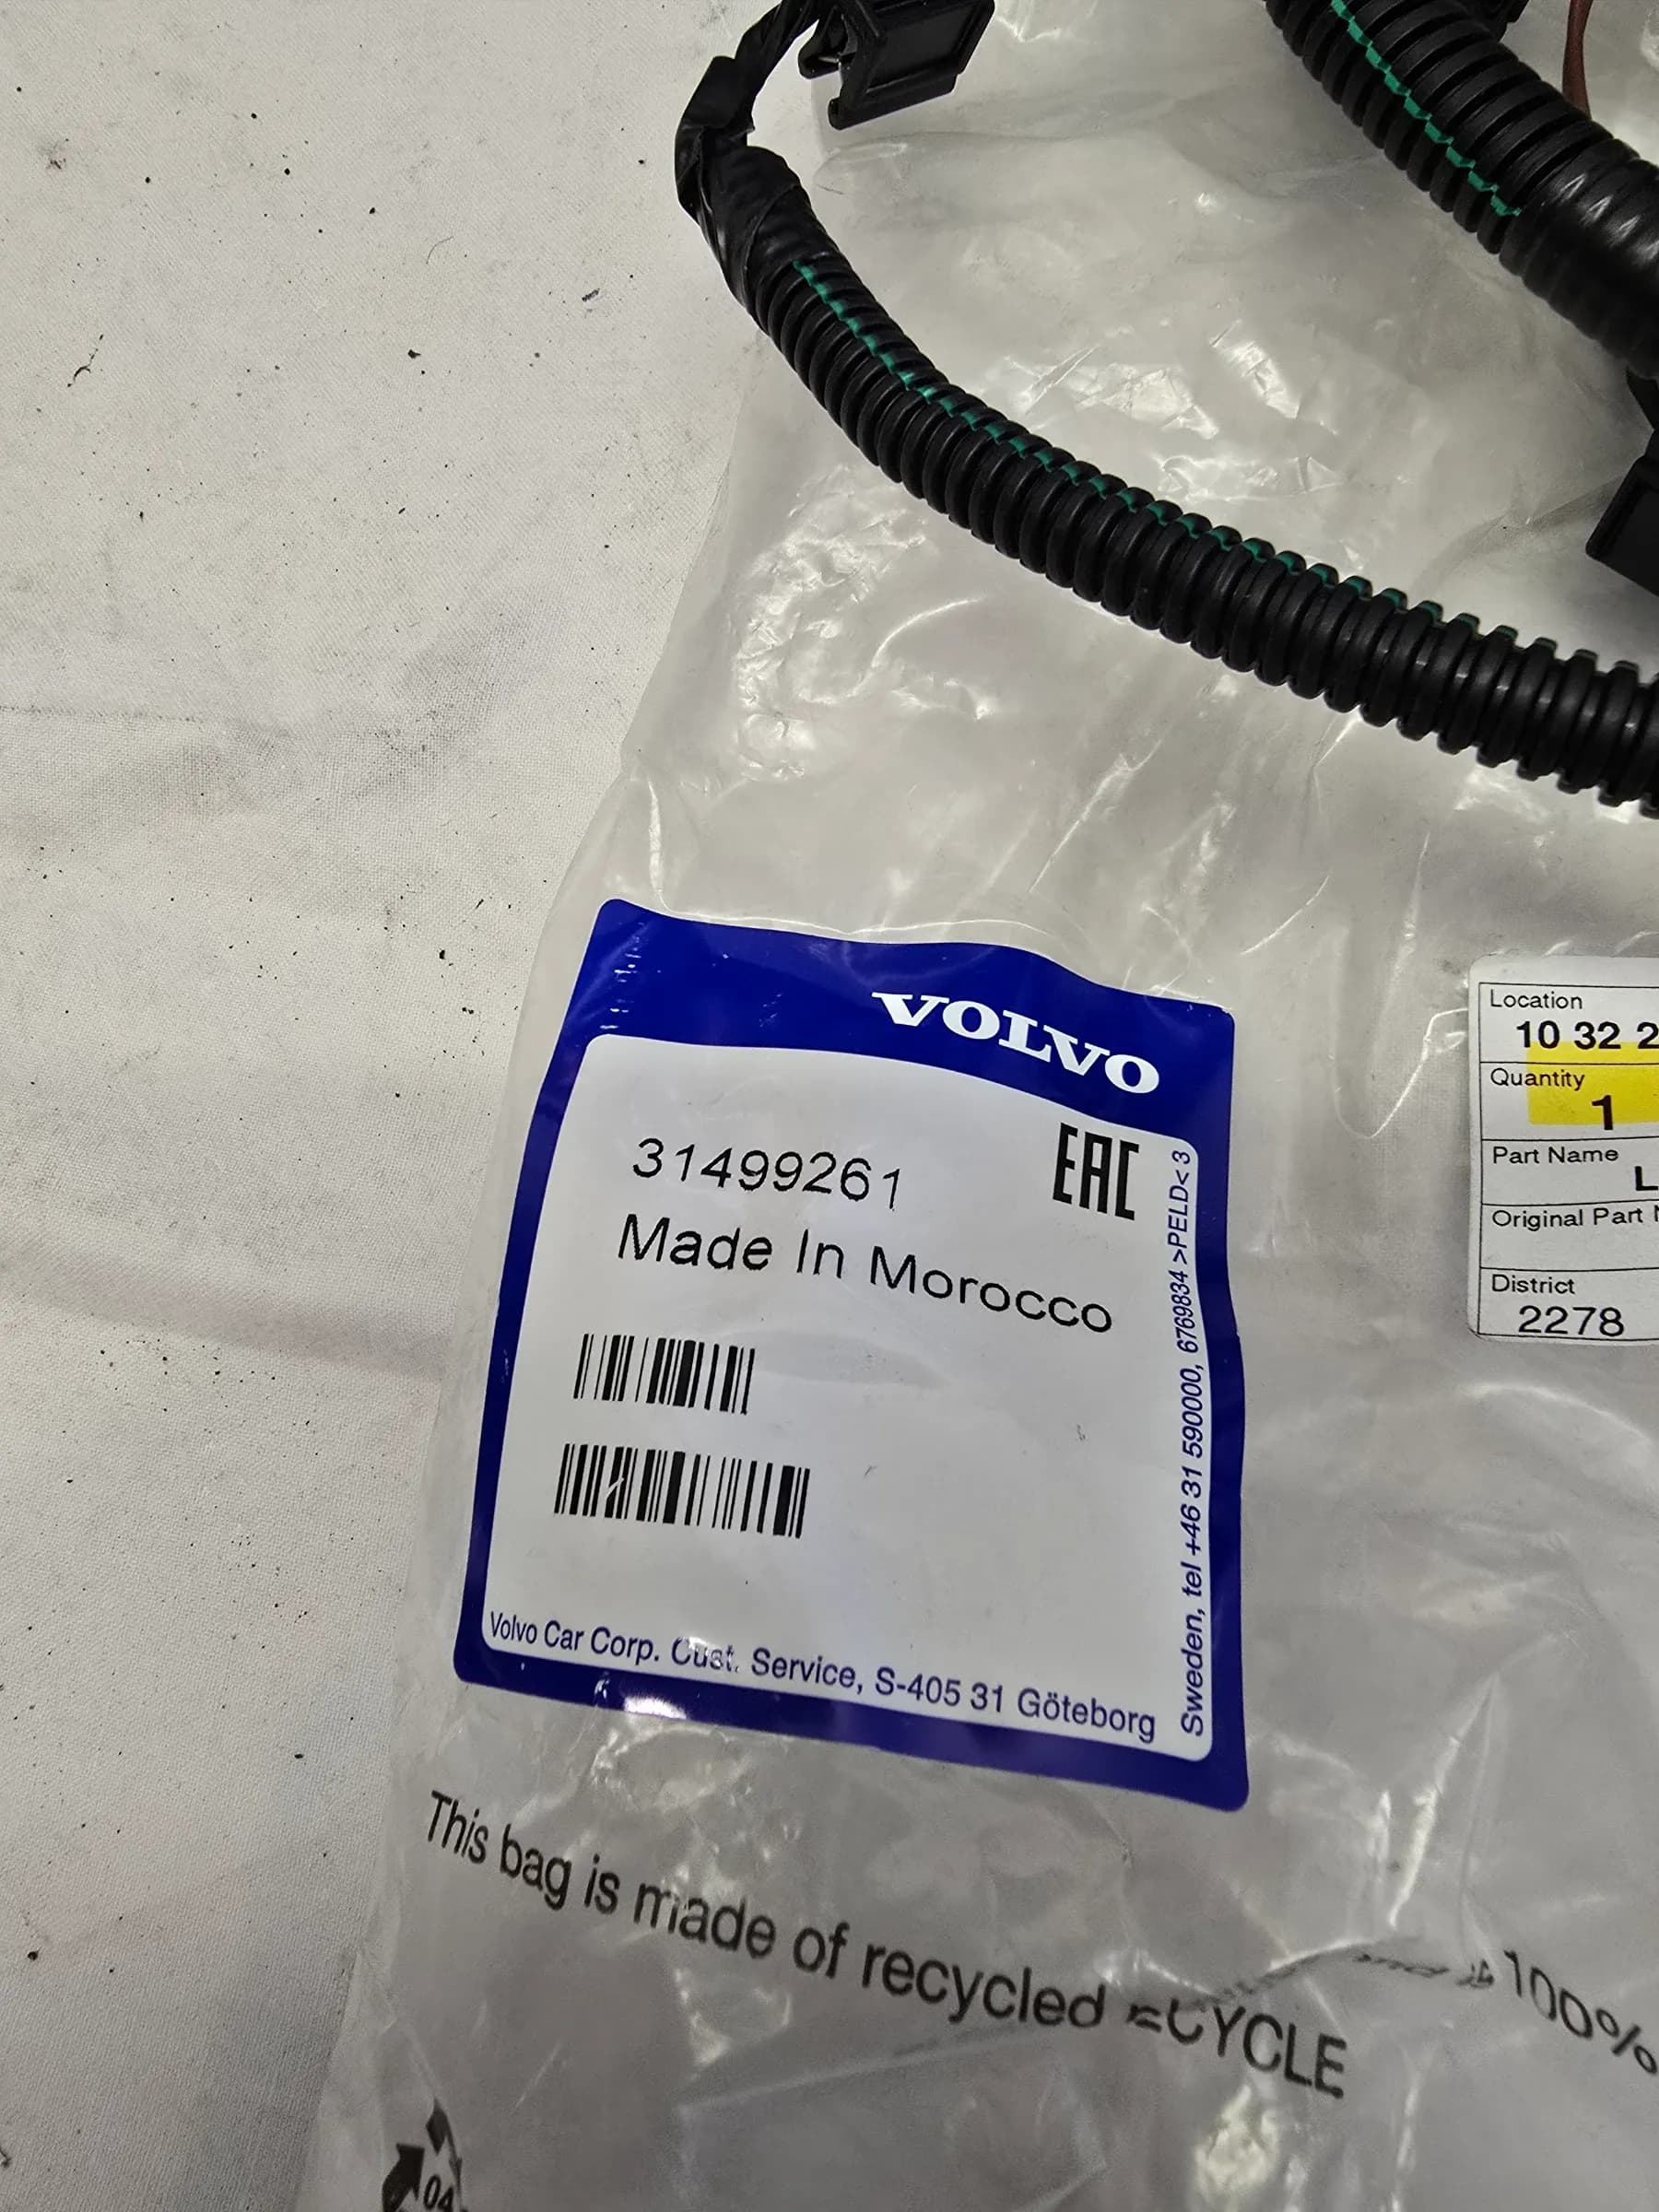 VOLVO
31499261
EAC
Made In Morocco
Volvo Car Corp. Cust. Service, S-405 31 Göteborg
Sweden, tel +46 31 590000, 6769834 >PELD< 3
Location
10 32 2
Quantity
1
Part Name
L
Original Part
District
2278
This bag is made of recycled
100%
04